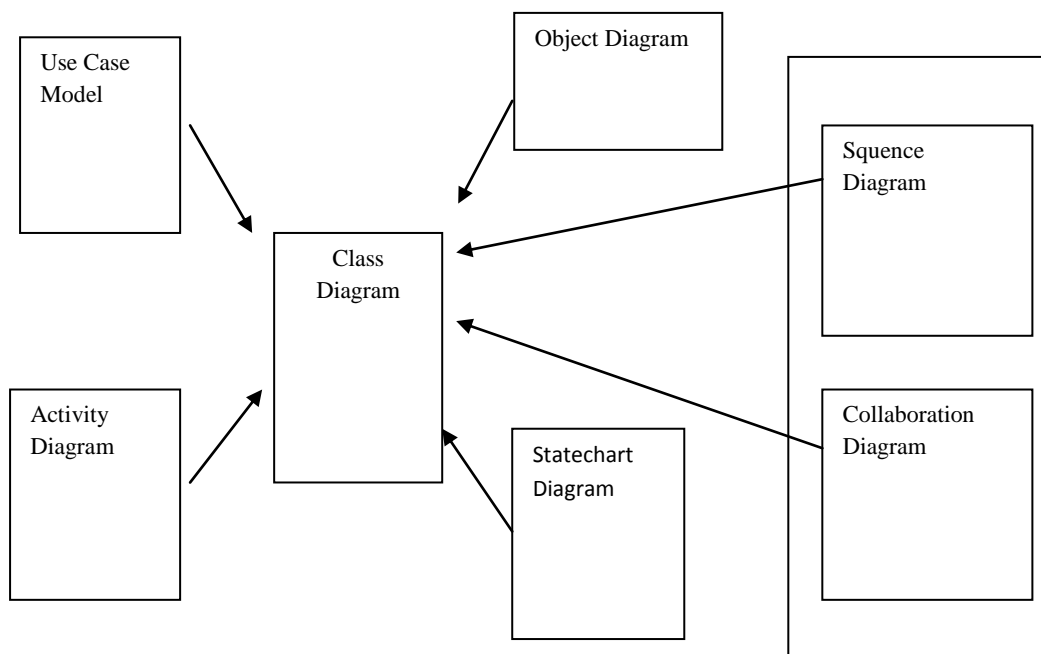 Use Case
Model
Object Diagram
Squence
Diagram
Class
Diagram
Activity
Diagram
Statechart
Diagram
Collaboration
Diagram